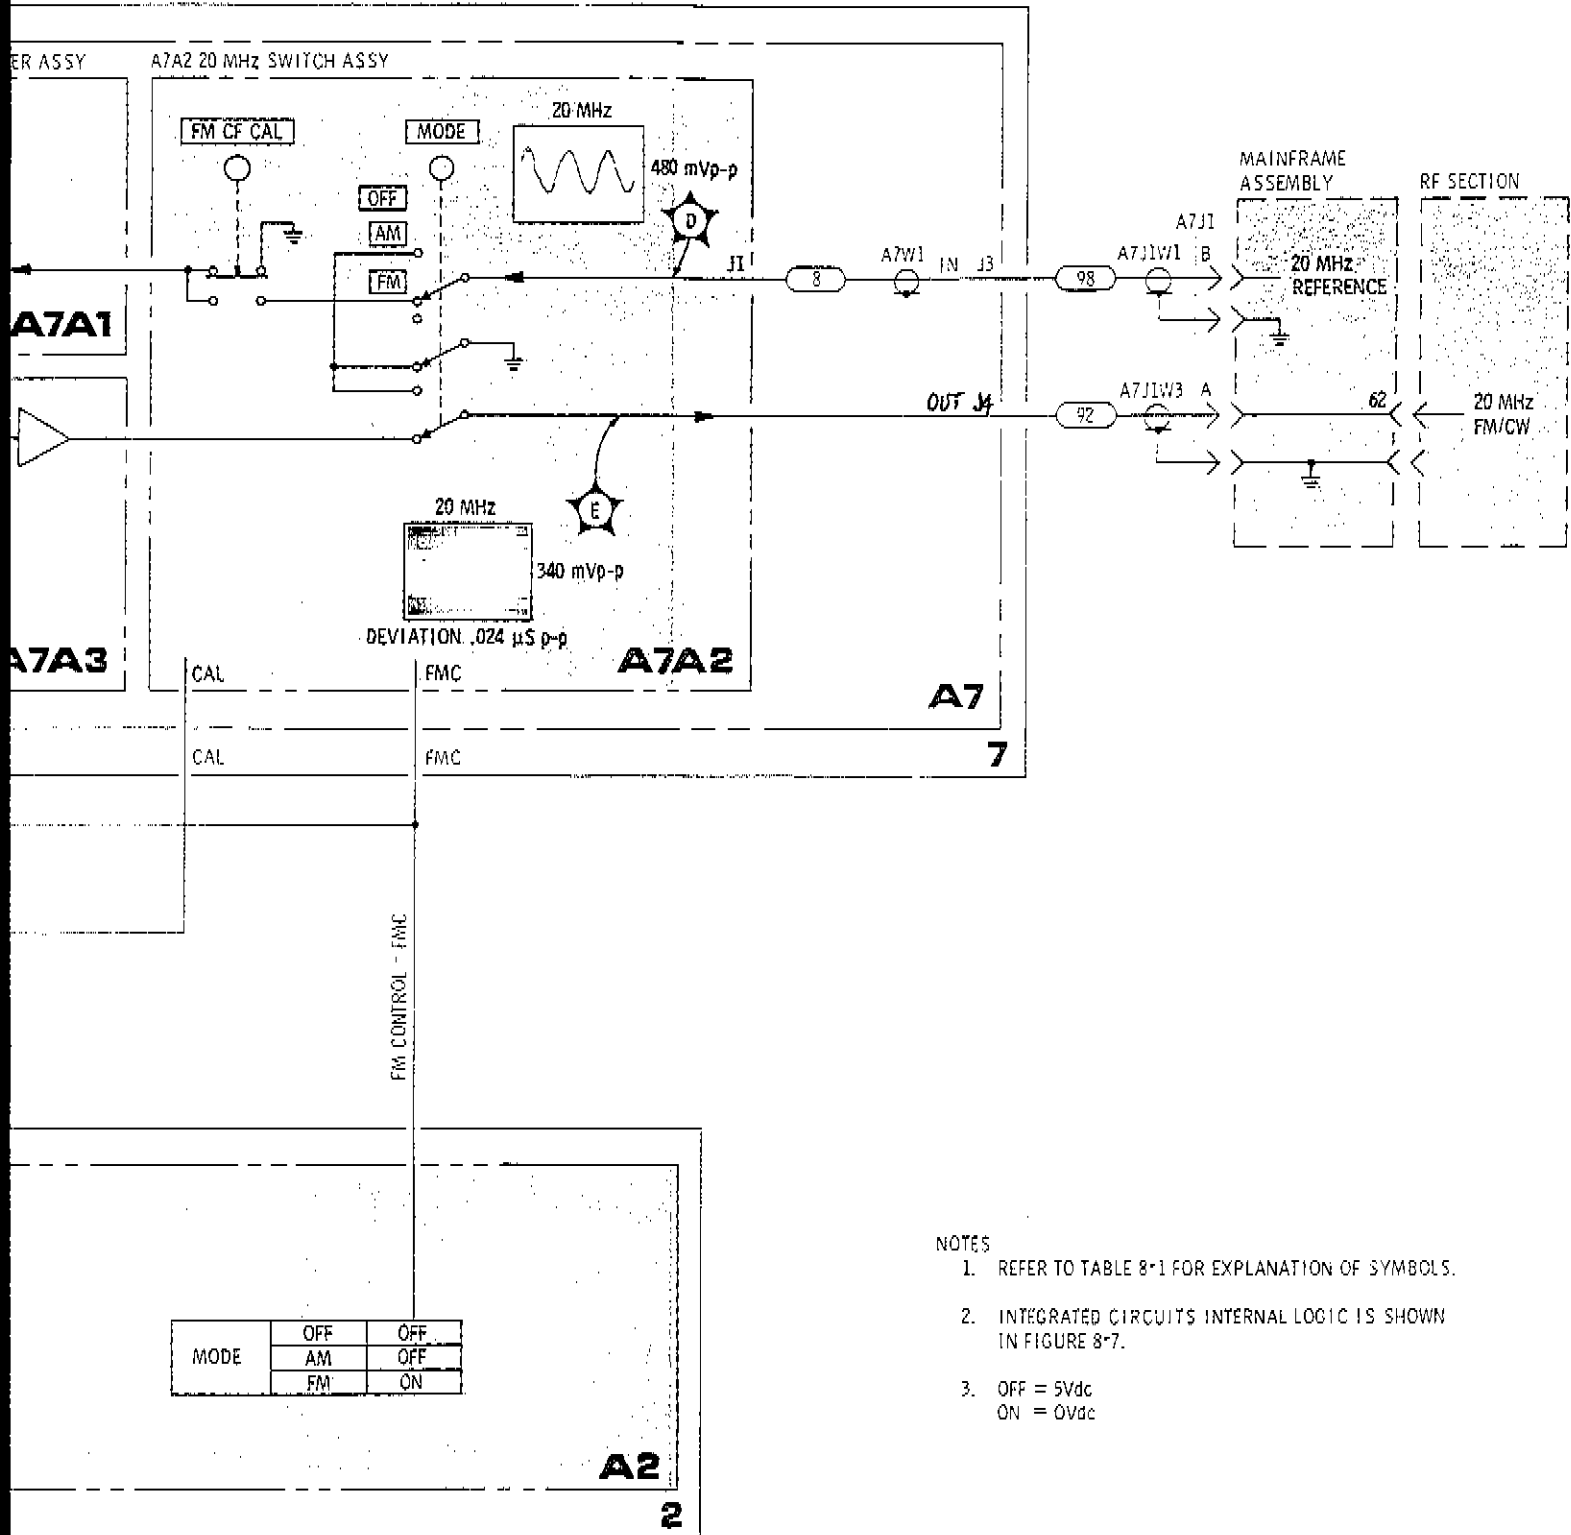 ER ASSY
A7A2 20 MHz SWITCH ASSY
FM CF CAL
MODE
20 MHz
480 mVp-p
OFF
AM
FM
D
J1
8
A7W1
IN J3
98
A7J1W1
A7J1
B
MAINFRAME
ASSEMBLY
RF SECTION
20 MHz
REFERENCE
A7A1
OUT J4
92
A7J1W3 A
62
20 MHz
FM/CW
20 MHz
E
340 mVp-p
DEVIATION .024 µS p-p
A7A3
CAL
FMC
A7A2
A7
CAL
FMC
7
FM CONTROL - FMC
MODE
OFF OFF
AM OFF
FM ON
A2
2
NOTES
1. REFER TO TABLE 8-1 FOR EXPLANATION OF SYMBOLS.
2. INTEGRATED CIRCUITS INTERNAL LOGIC IS SHOWN
IN FIGURE 8-7.
3. OFF = 5Vdc
ON = 0Vdc